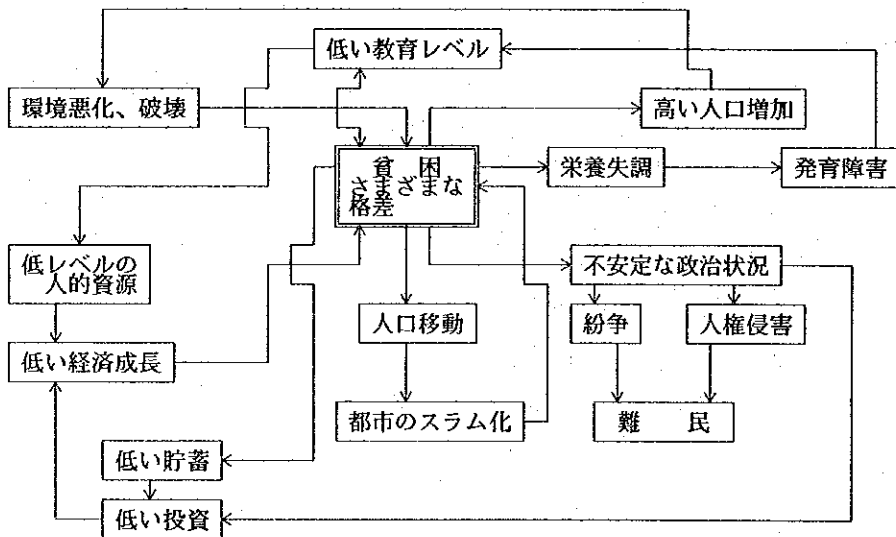 低い教育レベル
環境悪化、破壊
高い人口増加
貧　困
さまざまな
格差
栄養失調
発育障害
低レベルの
人的資源
不安定な政治状況
人口移動
紛争
人権侵害
低い経済成長
都市のスラム化
難　　民
低い貯蓄
低い投資